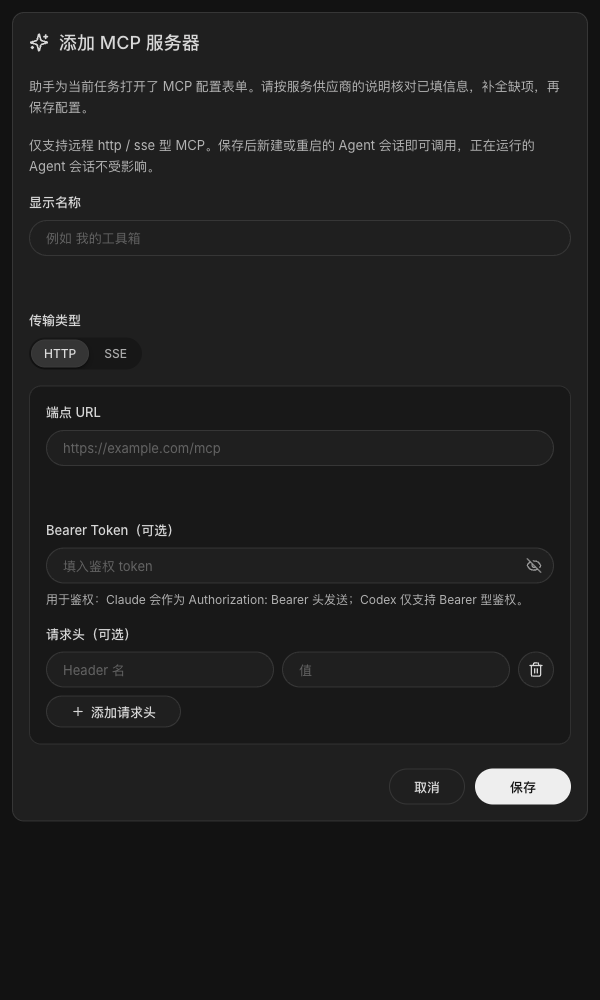 添加 MCP 服务器
助手为当前任务打开了 MCP 配置表单。请按服务供应商的说明核对已填信息，补全缺项，再
保存配置。
仅支持远程 http / sse 型 MCP。保存后新建或重启的 Agent 会话即可调用，正在运行的
Agent 会话不受影响。
显示名称
例如 我的工具箱
传输类型
HTTP SSE
端点 URL
https://example.com/mcp
Bearer Token（可选）
填入鉴权 token
用于鉴权：Claude 会作为 Authorization: Bearer 头发送；Codex 仅支持 Bearer 型鉴权。
请求头（可选）
Header 名 值
添加请求头
取消 保存